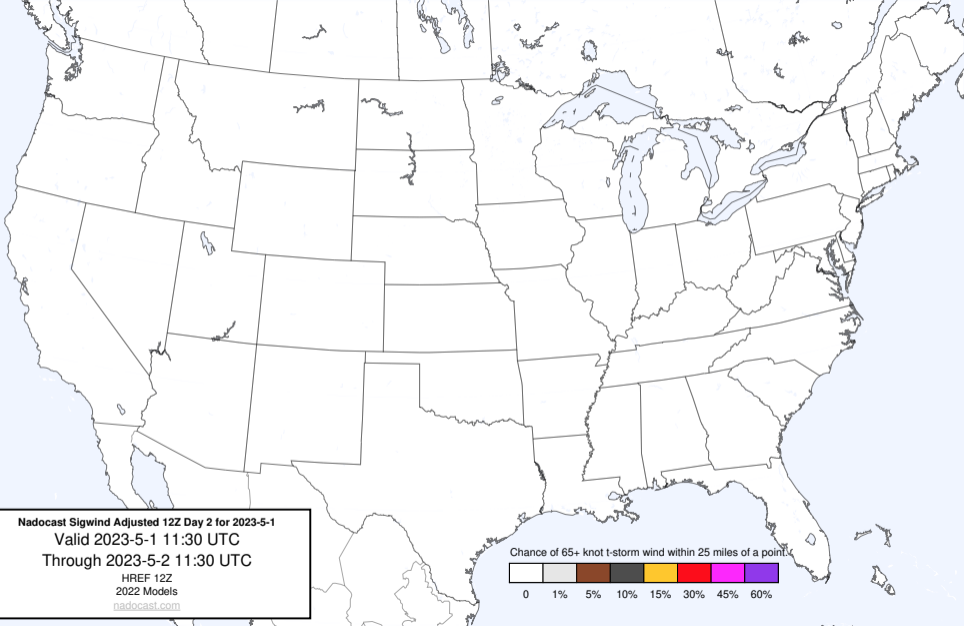 Nadocast Sigwind Adjusted 12Z Day 2 for 2023-5-1
Valid 2023-5-1 11:30 UTC
Through 2023-5-2 11:30 UTC
HREF 12Z
2022 Models
nadocast.com
Chance of 65+ knot t-storm wind within 25 miles of a point.
0 1% 5% 10% 15% 30% 45% 60%